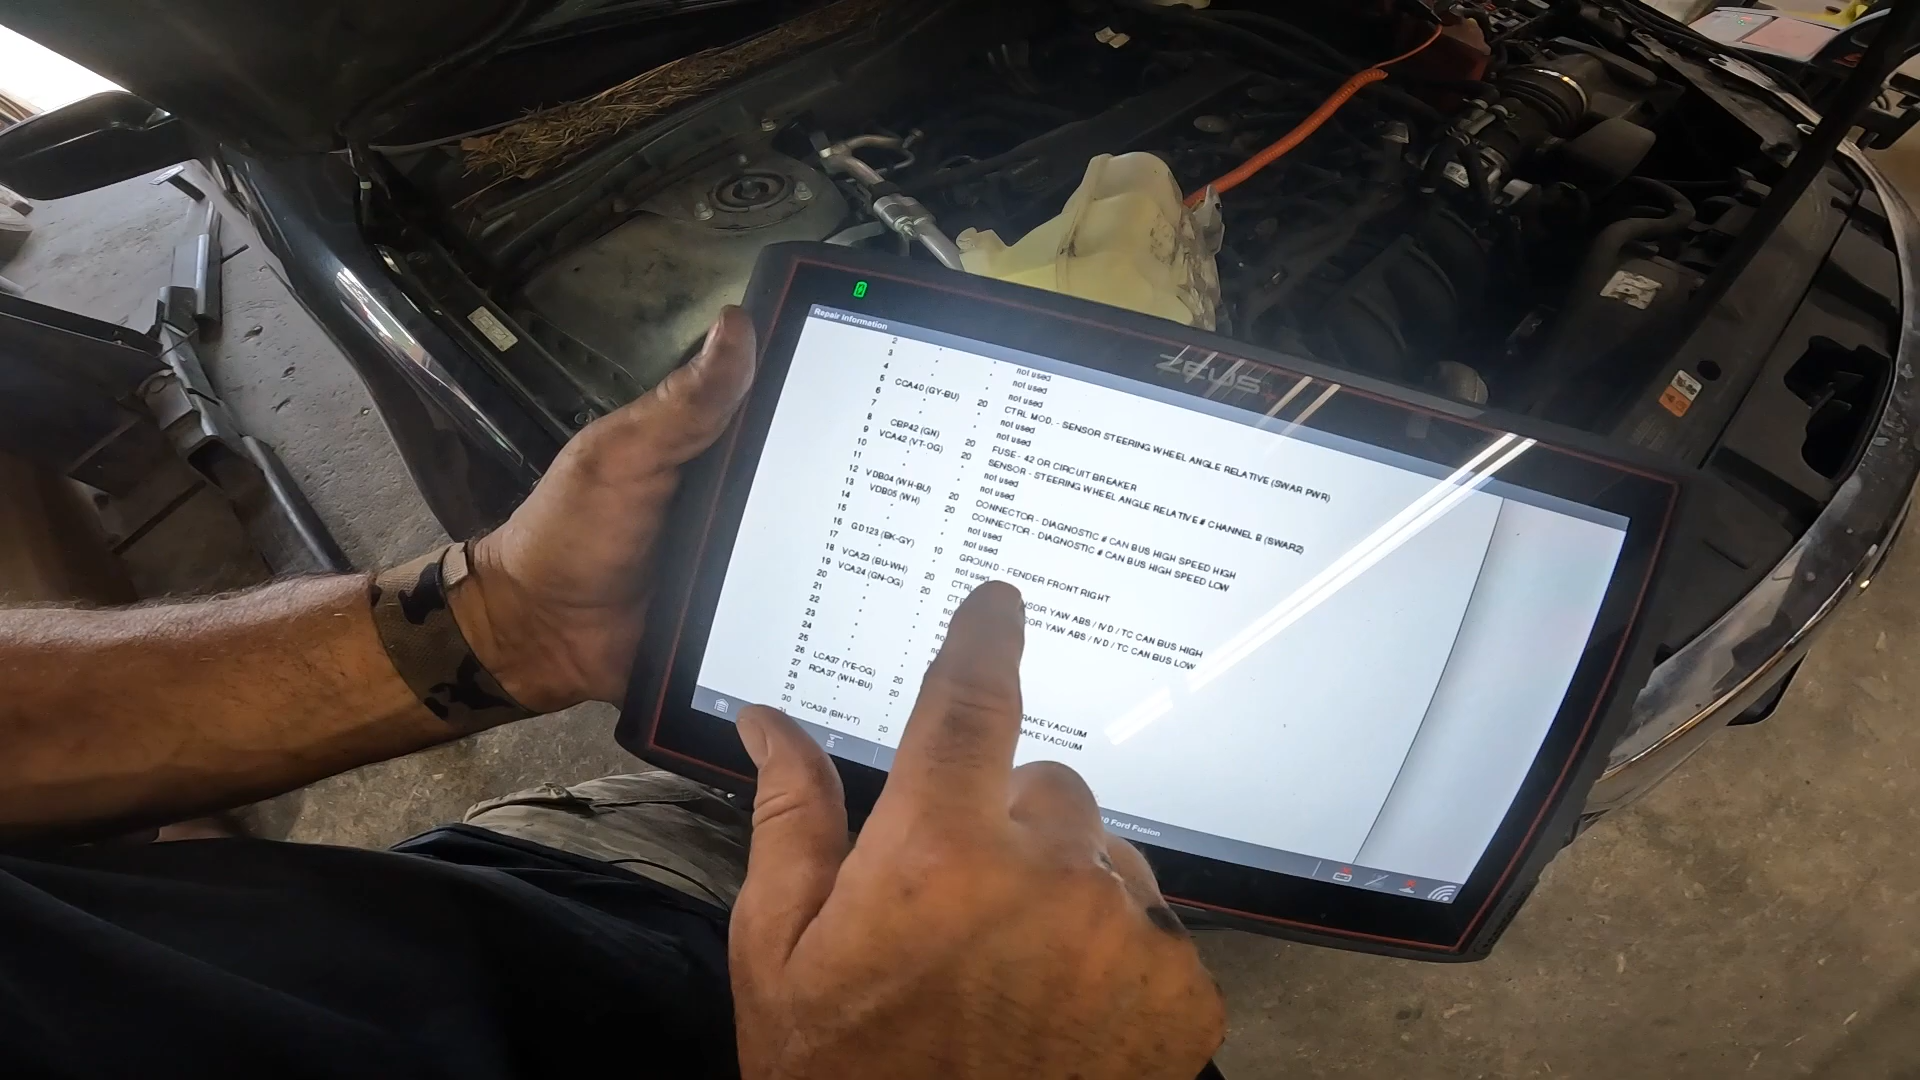 Repair Information
ZEUS
2 . not used
3 . not used
4 . not used
5 CCA40 (GY-BU) 20 CTRL MOD. - SENSOR STEERING WHEEL ANGLE RELATIVE (SWAR PWR)
6 . not used
7 . not used
8 CBP42 (GN) 20 FUSE - 42 OR CIRCUIT BREAKER
9 VCA42 (VT-OG) 20 SENSOR - STEERING WHEEL ANGLE RELATIVE # CHANNEL B (SWAR2)
10 . not used
11 . not used
12 VDB04 (WH-BU) 20 CONNECTOR - DIAGNOSTIC # CAN BUS HIGH SPEED HIGH
13 VDB05 (WH) 20 CONNECTOR - DIAGNOSTIC # CAN BUS HIGH SPEED LOW
14 . not used
15 . not used
16 GD123 (BK-GY) 10 GROUND - FENDER FRONT RIGHT
17 . not used
18 VCA23 (BU-WH) 20 YAW ABS / IVD / TC CAN BUS HIGH
19 VCA24 (GN-OG) 20 YAW ABS / IVD / TC CAN BUS LOW
20
21
22
23
24
25
26 LCA37 (YE-OG) 20 VACUUM
27 RCA37 (WH-BU) 20 VACUUM
28
29
30 VCA38 (BN-VT) 20
Ford Fusion